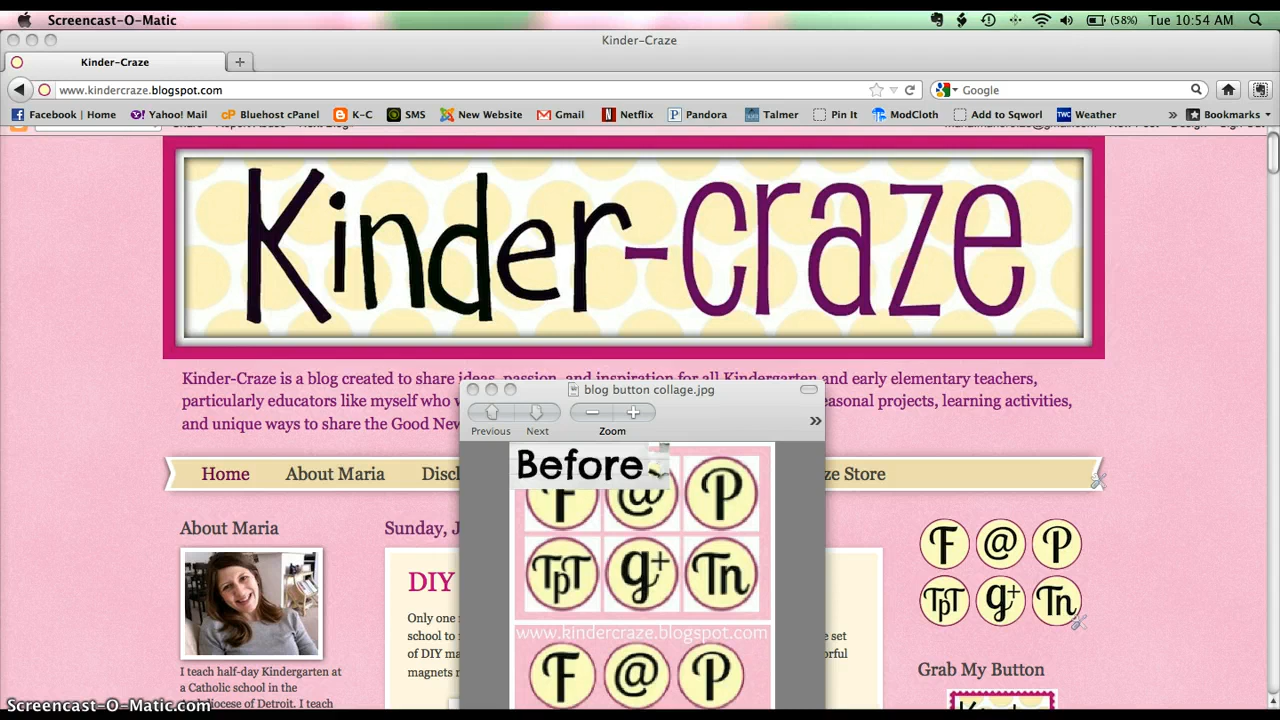 Screencast-O-Matic (58%) Tue 10:54 AM
Kinder-Craze
Kinder-Craze
www.kindercraze.blogspot.com Google
Facebook | Home Yahoo! Mail Bluehost cPanel K-C SMS New Website Gmail Netflix Pandora Talmer Pin It ModCloth Add to Sqworl Weather » Bookmarks
Kinder-craze
Kinder-Craze is a blog created to share ideas, passion, and inspiration for all Kindergarten and early elementary teachers,
particularly educators like myself who easonal projects, learning activities,
and unique ways to share the Good
blog button collage.jpg
Previous Next Zoom
Before
F @ P
TpT g+ Tn
www.kindercraze.blogspot.com
F @ P
Home About Maria ze Store
About Maria
Sunday,
DIY
Only one
school to
of DIY
magnets
e set
orful
F @ P
TpT g+ Tn
Grab My Button
I teach half-day Kindergarten at
a Catholic school in the
diocese of Detroit. I teach
Screencast-O-Matic.com